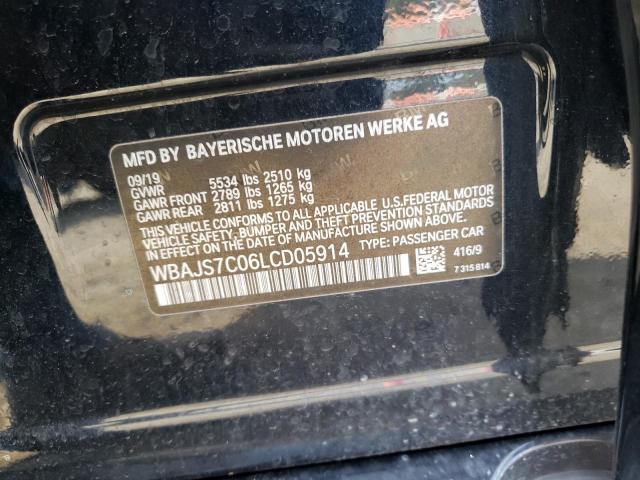 MFD BY BAYERISCHE MOTOREN WERKE AG
09/19
GVWR 5534 lbs 2510 kg
GAWR FRONT 2789 lbs 1265 kg
GAWR REAR 2811 lbs 1275 kg
THIS VEHICLE CONFORMS TO ALL APPLICABLE U.S.FEDERAL MOTOR
VEHICLE SAFETY, BUMPER AND THEFT PREVENTION STANDARDS
IN EFFECT ON THE DATE OF MANUFACTURE SHOWN ABOVE.
WBAJS7C06LCD05914 TYPE: PASSENGER CAR
416/9
7 315 814